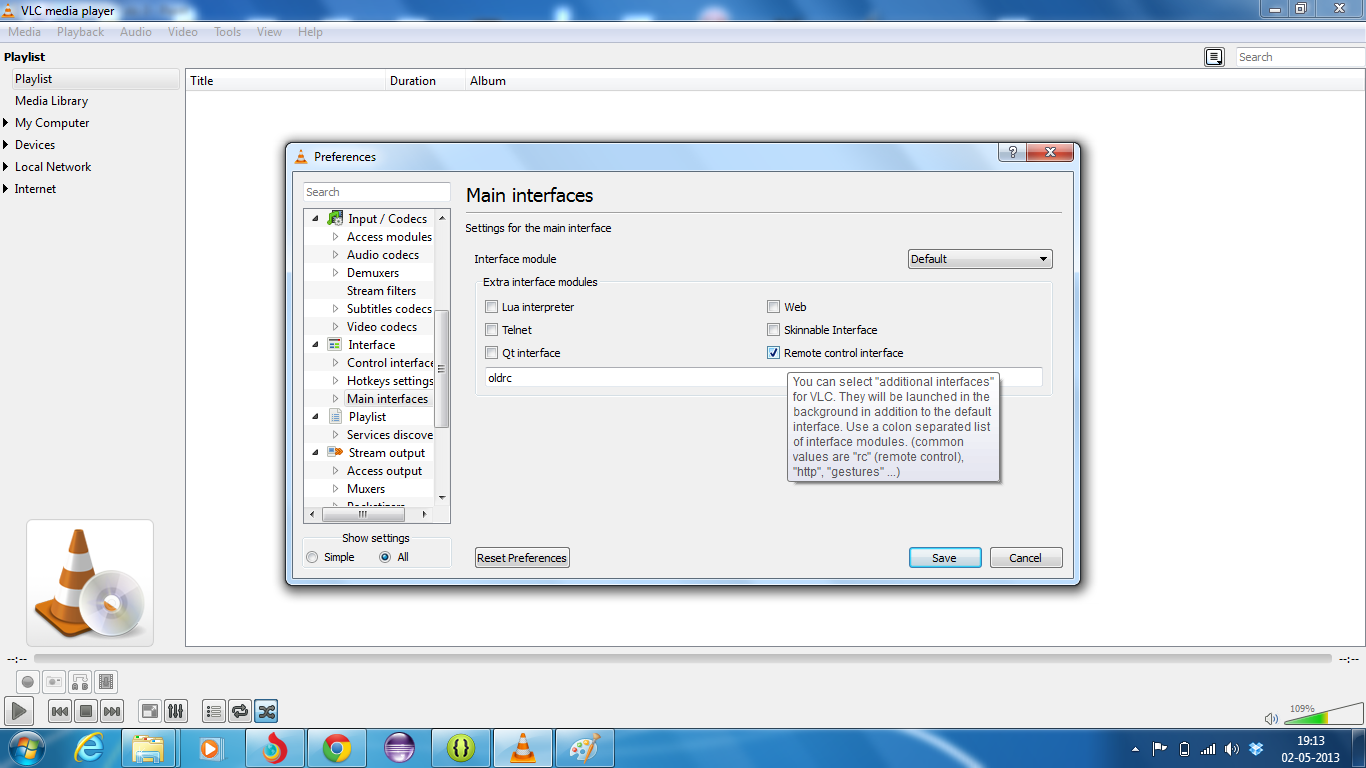 VLC media player
Media Playback Audio Video Tools View Help
Playlist
Search
Playlist
Media Library
My Computer
Devices
Local Network
Internet
Title Duration Album
Preferences
Search
Input / Codecs
Access modules
Audio codecs
Demuxers
Stream filters
Subtitles codecs
Video codecs
Interface
Control interface
Hotkeys settings
Main interfaces
Playlist
Services discove
Stream output
Access output
Muxers
Show settings
Simple All
Main interfaces
Settings for the main interface
Interface module Default
Extra interface modules
Lua interpreter Web
Telnet Skinnable Interface
Qt interface Remote control interface
oldrc
You can select "additional interfaces"
for VLC. They will be launched in the
background in addition to the default
interface. Use a colon separated list
of interface modules. (common
values are "rc" (remote control),
"http", "gestures" ...)
Reset Preferences Save Cancel
--:-- --:--
109%
19:13
02-05-2013